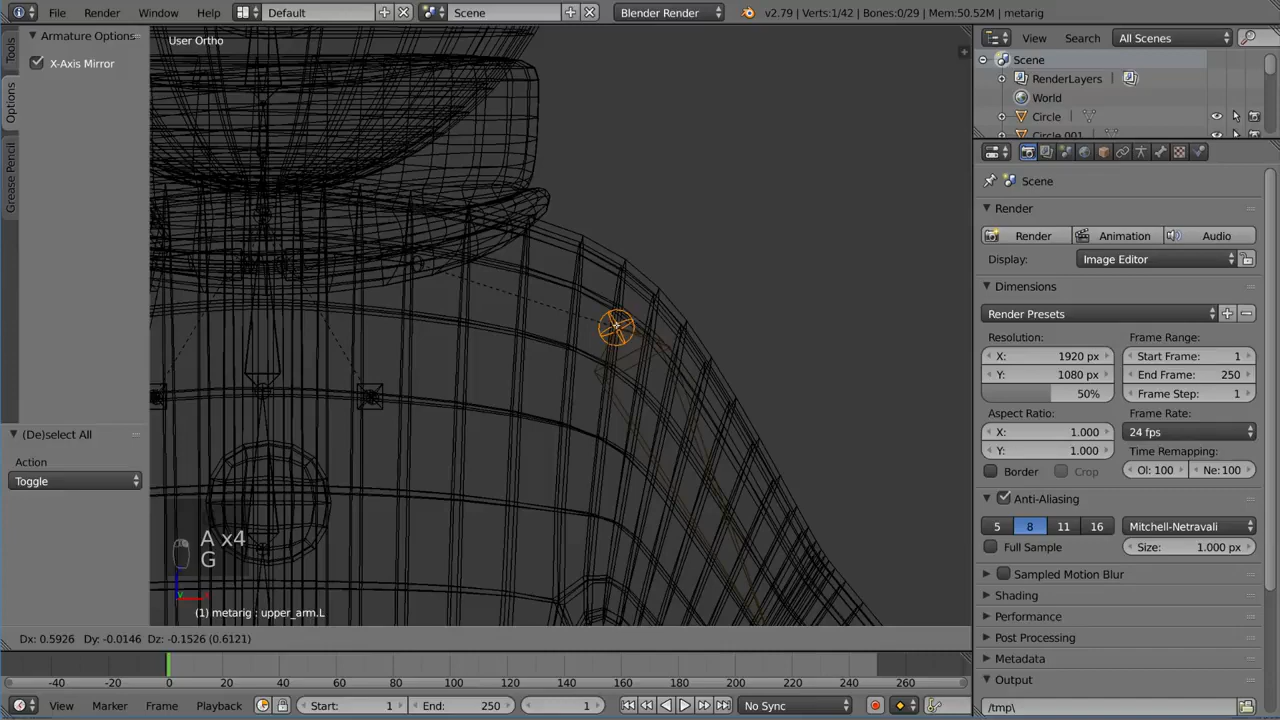 File Render Window Help Default Scene Blender Render v2.79 | Verts:1/42 | Bones:0/29 | Mem:50.52M | metarig
Tools
Options
Grease Pencil
Armature Options
X-Axis Mirror
(De)select All
Action
Toggle
User Ortho
A x4
G
(1) metarig : upper_arm.L
Dx: 0.5926 Dy: -0.0146 Dz: -0.1526 (0.6121)
-40 -20 0 20 40 60 80 100 120 140 160 180 200 220 240 260
Marker Frame Playback Start: 1 End: 250 1 No Sync
View
View Search All Scenes
Scene
RenderLayers
World
Circle
Circle.001
Scene
Render
Render Animation Audio
Display: Image Editor
Dimensions
Render Presets
Resolution: Frame Range:
X: 1920 px Start Frame: 1
Y: 1080 px End Frame: 250
50% Frame Step: 1
Aspect Ratio: Frame Rate:
X: 1.000 24 fps
Y: 1.000 Time Remapping:
Border Crop Ol: 100 Ne:100
Anti-Aliasing
5 8 11 16 Mitchell-Netravali
Full Sample Size: 1.000 px
Sampled Motion Blur
Shading
Performance
Post Processing
Metadata
Output
/tmp\